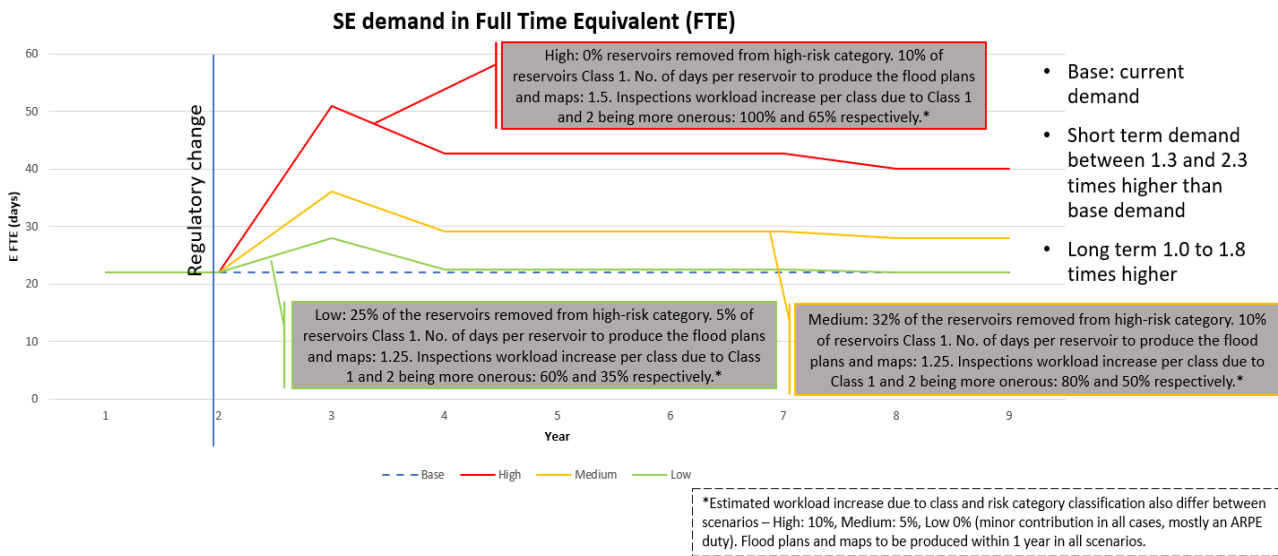 SE demand in Full Time Equivalent (FTE)
60
50
40
30
20
10
0
E FTE (days)
Regulatory change
High: 0% reservoirs removed from high-risk category. 10% of
reservoirs Class 1. No. of days per reservoir to produce the flood plans
and maps: 1.5. Inspections workload increase per class due to Class 1
and 2 being more onerous: 100% and 65% respectively.*
Low: 25% of the reservoirs removed from high-risk category. 5% of
reservoirs Class 1. No. of days per reservoir to produce the flood plans
and maps: 1.25. Inspections workload increase per class due to Class
1 and 2 being more onerous: 60% and 35% respectively.*
Medium: 32% of the reservoirs removed from high-risk category. 10%
of reservoirs Class 1. No. of days per reservoir to produce the flood
plans and maps: 1.25. Inspections workload increase per class due to
Class 1 and 2 being more onerous: 80% and 50% respectively.*
1 2 3 4 5 6 7 8 9
Year
Base High Medium Low
• Base: current
demand
• Short term demand
between 1.3 and 2.3
times higher than
base demand
• Long term 1.0 to 1.8
times higher
*Estimated workload increase due to class and risk category classification also differ between
scenarios – High: 10%, Medium: 5%, Low 0% (minor contribution in all cases, mostly an ARPE
duty). Flood plans and maps to be produced within 1 year in all scenarios.